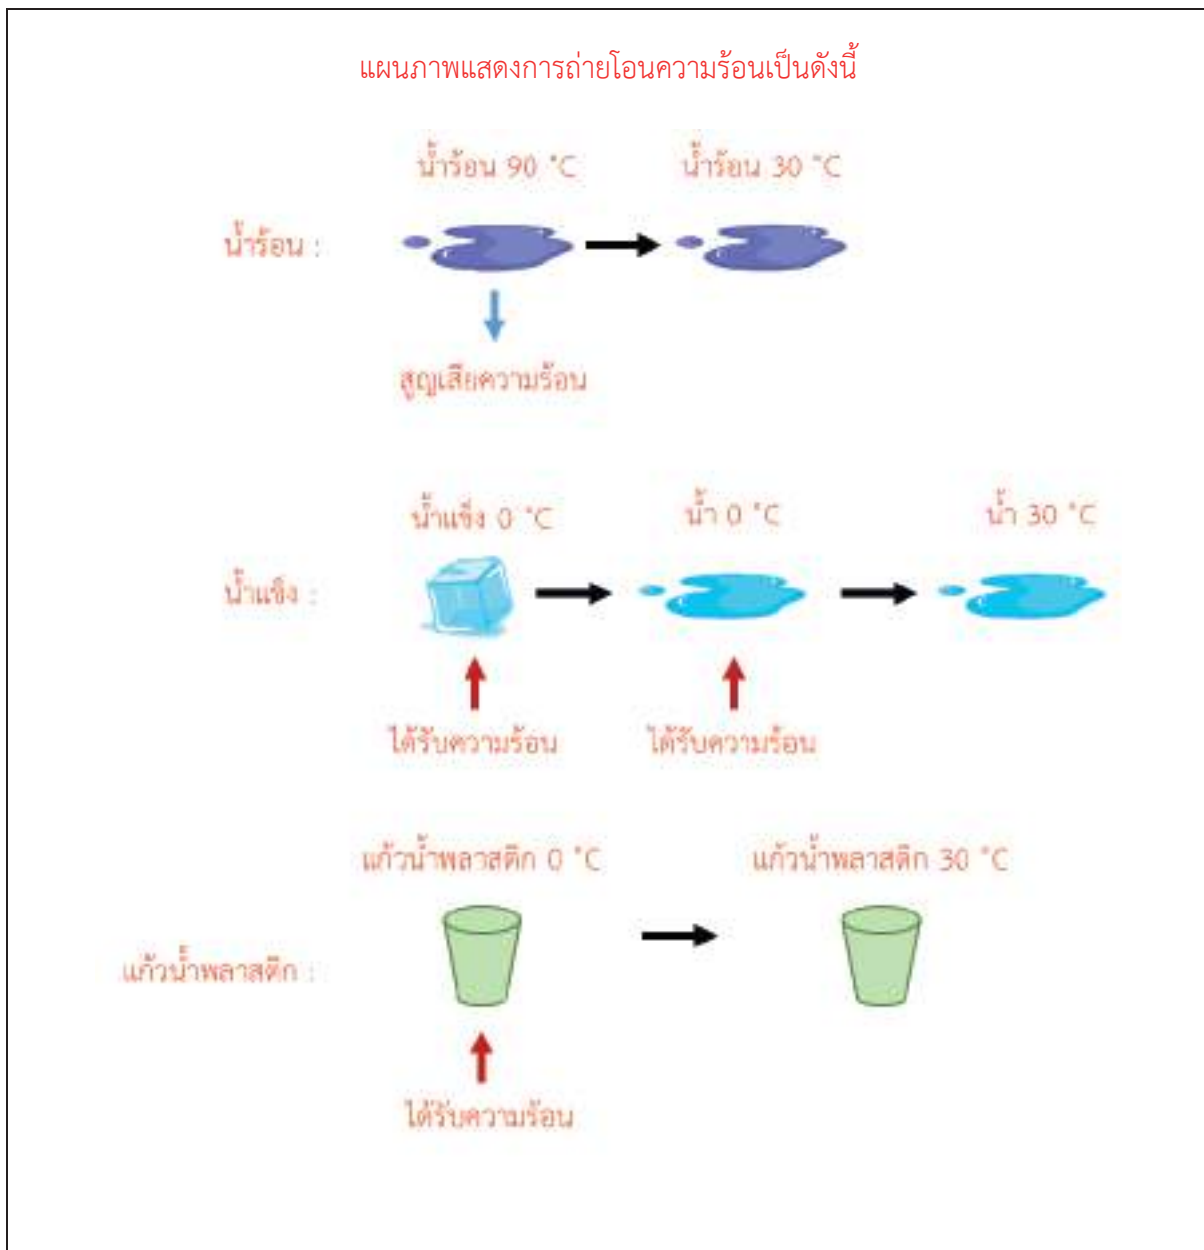 แผนภาพแสดงการถ่ายโอนความร้อนเป็นดังนี้
น้ำร้อน 90 °C น้ำร้อน 30 °C
น้ำร้อน :
สูญเสียความร้อน
น้ำแข็ง 0 °C น้ำ 0 °C น้ำ 30 °C
น้ำแข็ง :
ได้รับความร้อน ได้รับความร้อน
แก้วน้ำพลาสติก 0 °C แก้วน้ำพลาสติก 30 °C
แก้วน้ำพลาสติก :
ได้รับความร้อน